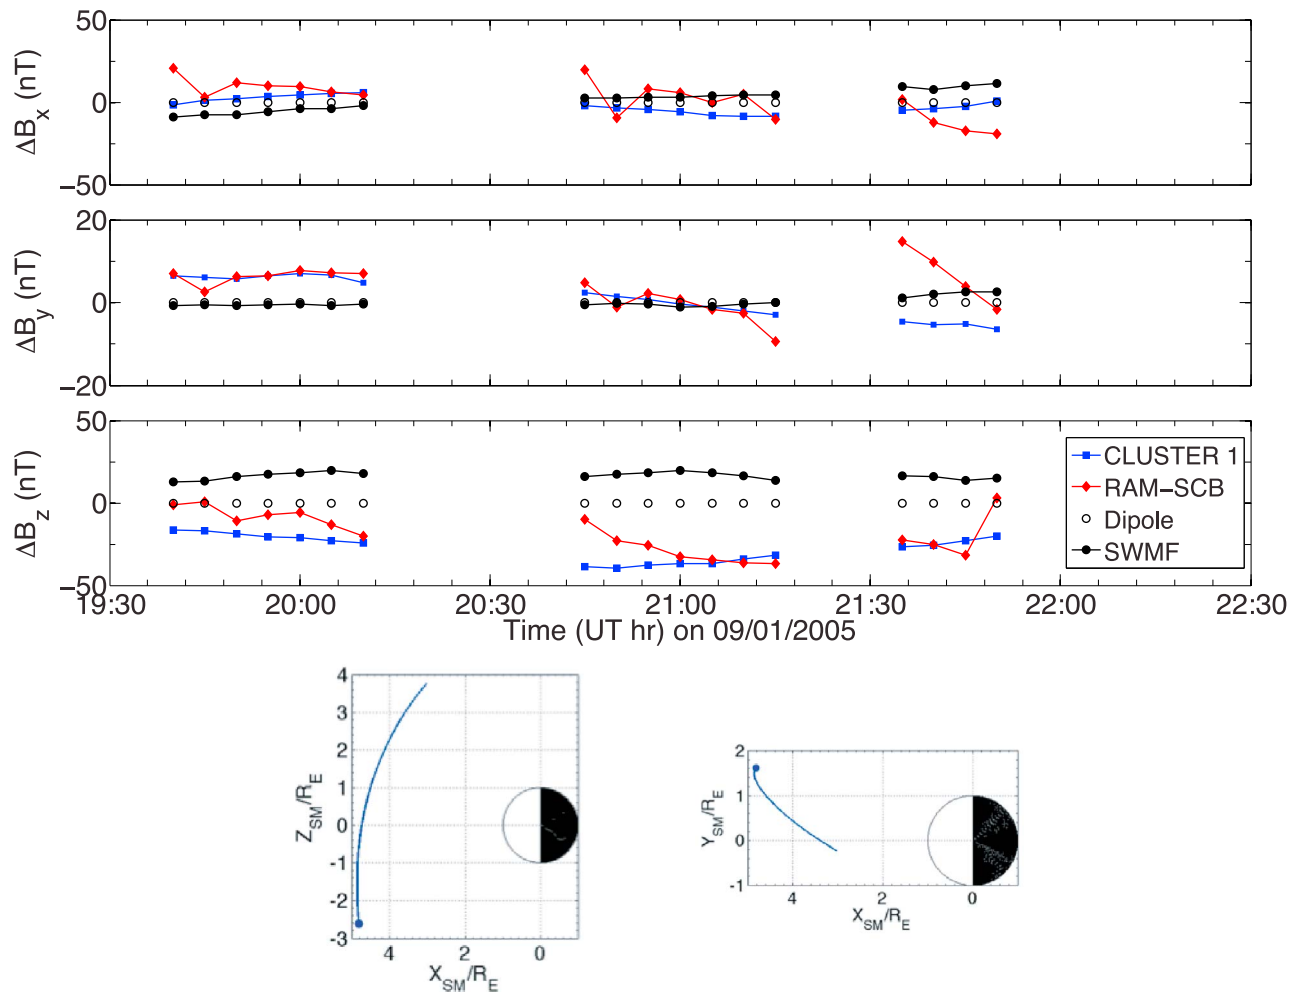 50
0
−50
ΔBx (nT)
20
0
−20
ΔBy (nT)
50
0
−50
ΔBz (nT)
CLUSTER 1
RAM−SCB
Dipole
SWMF
19:30 20:00 20:30 21:00 21:30 22:00 22:30
Time (UT hr) on 09/01/2005
4
3
2
1
0
-1
-2
-3
ZSM/RE
4 2 0
XSM/RE
2
1
0
-1
YSM/RE
4 2 0
XSM/RE